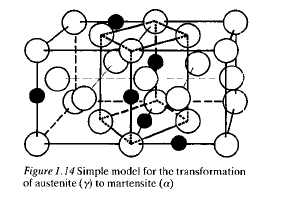 Figure 1.14 Simple model for the transformation
of austenite (γ) to martensite (α)